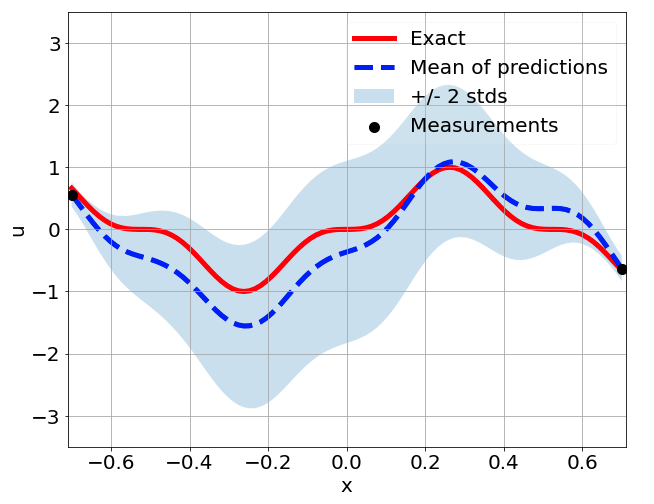 Exact
Mean of predictions
+/- 2 stds
Measurements
3
2
1
0
−1
−2
−3
u
−0.6 −0.4 −0.2 0.0 0.2 0.4 0.6
x